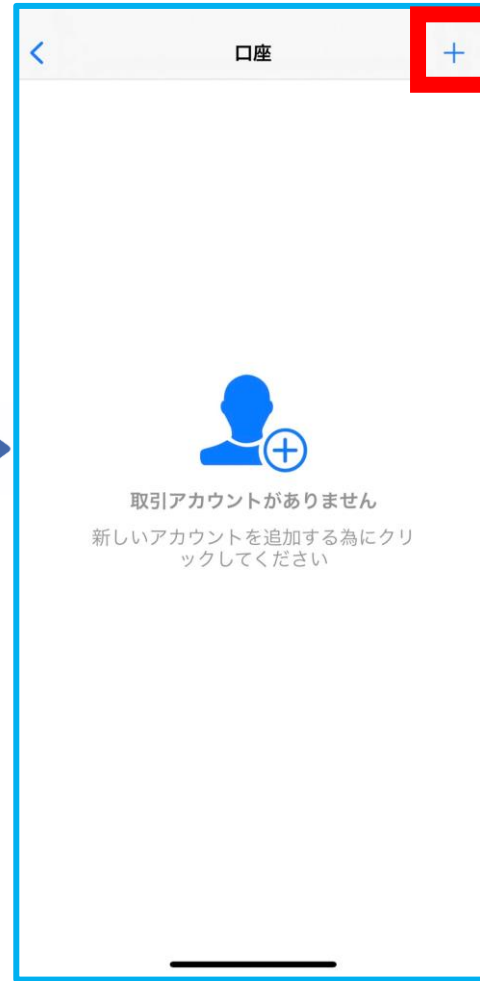 口座
取引アカウントがありません
新しいアカウントを追加する為にクリ
ックしてください